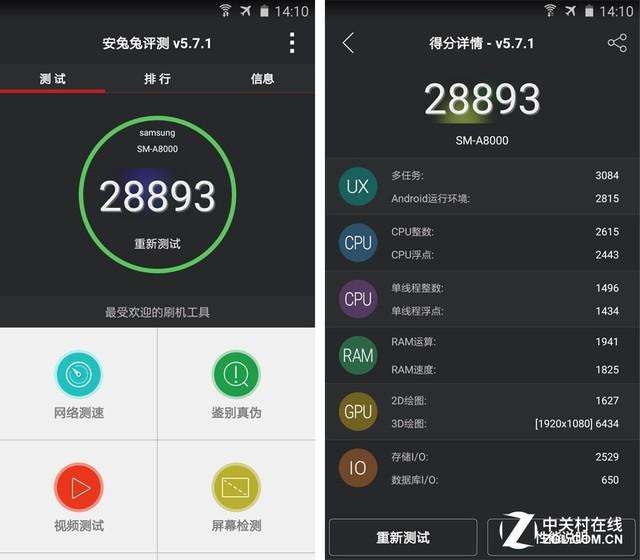 14:10
安兔兔评测 v5.7.1
测试
排行
信息
samsung
SM-A8000
28893
重新测试
最受欢迎的刷机工具
网络测速
鉴别真伪
视频测试
屏幕检测
14:10
得分详情 - v5.7.1
28893
SM-A8000
UX
多任务: 3084
Android运行环境: 2815
CPU
CPU整数: 2615
CPU浮点: 2443
CPU
单线程整数: 1496
单线程浮点: 1434
RAM
RAM运算: 1941
RAM速度: 1825
GPU
2D绘图: 1627
3D绘图: [1920x1080] 6434
IO
存储I/O: 2529
数据库I/O: 650
重新测试
Z 中关村在线
ZOL.COM.CN